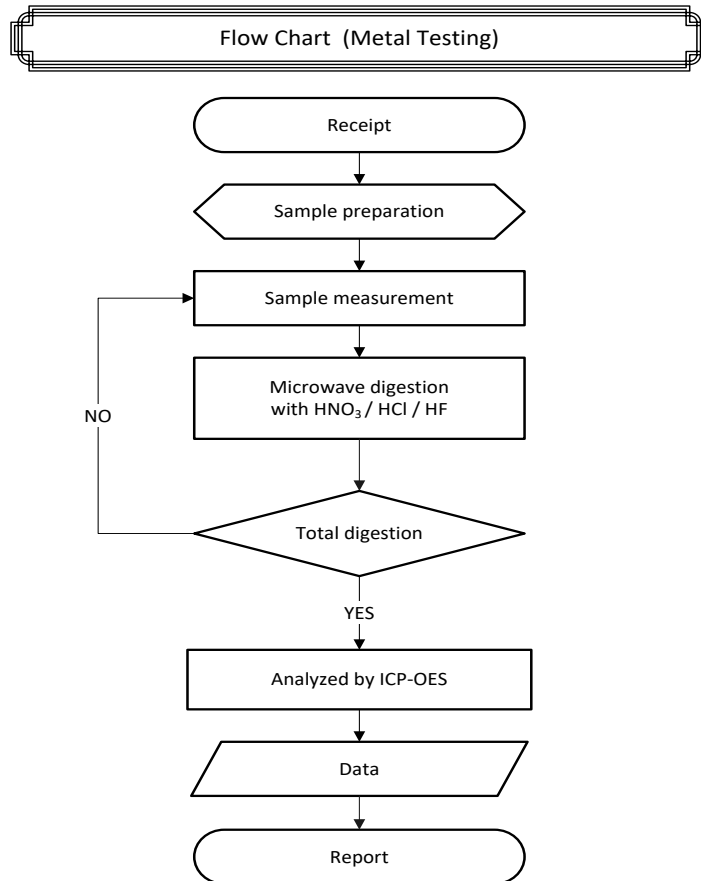 Flow Chart (Metal Testing)
Receipt
Sample preparation
Sample measurement
Microwave digestion
with HNO₃ / HCl / HF
NO
Total digestion
YES
Analyzed by ICP-OES
Data
Report